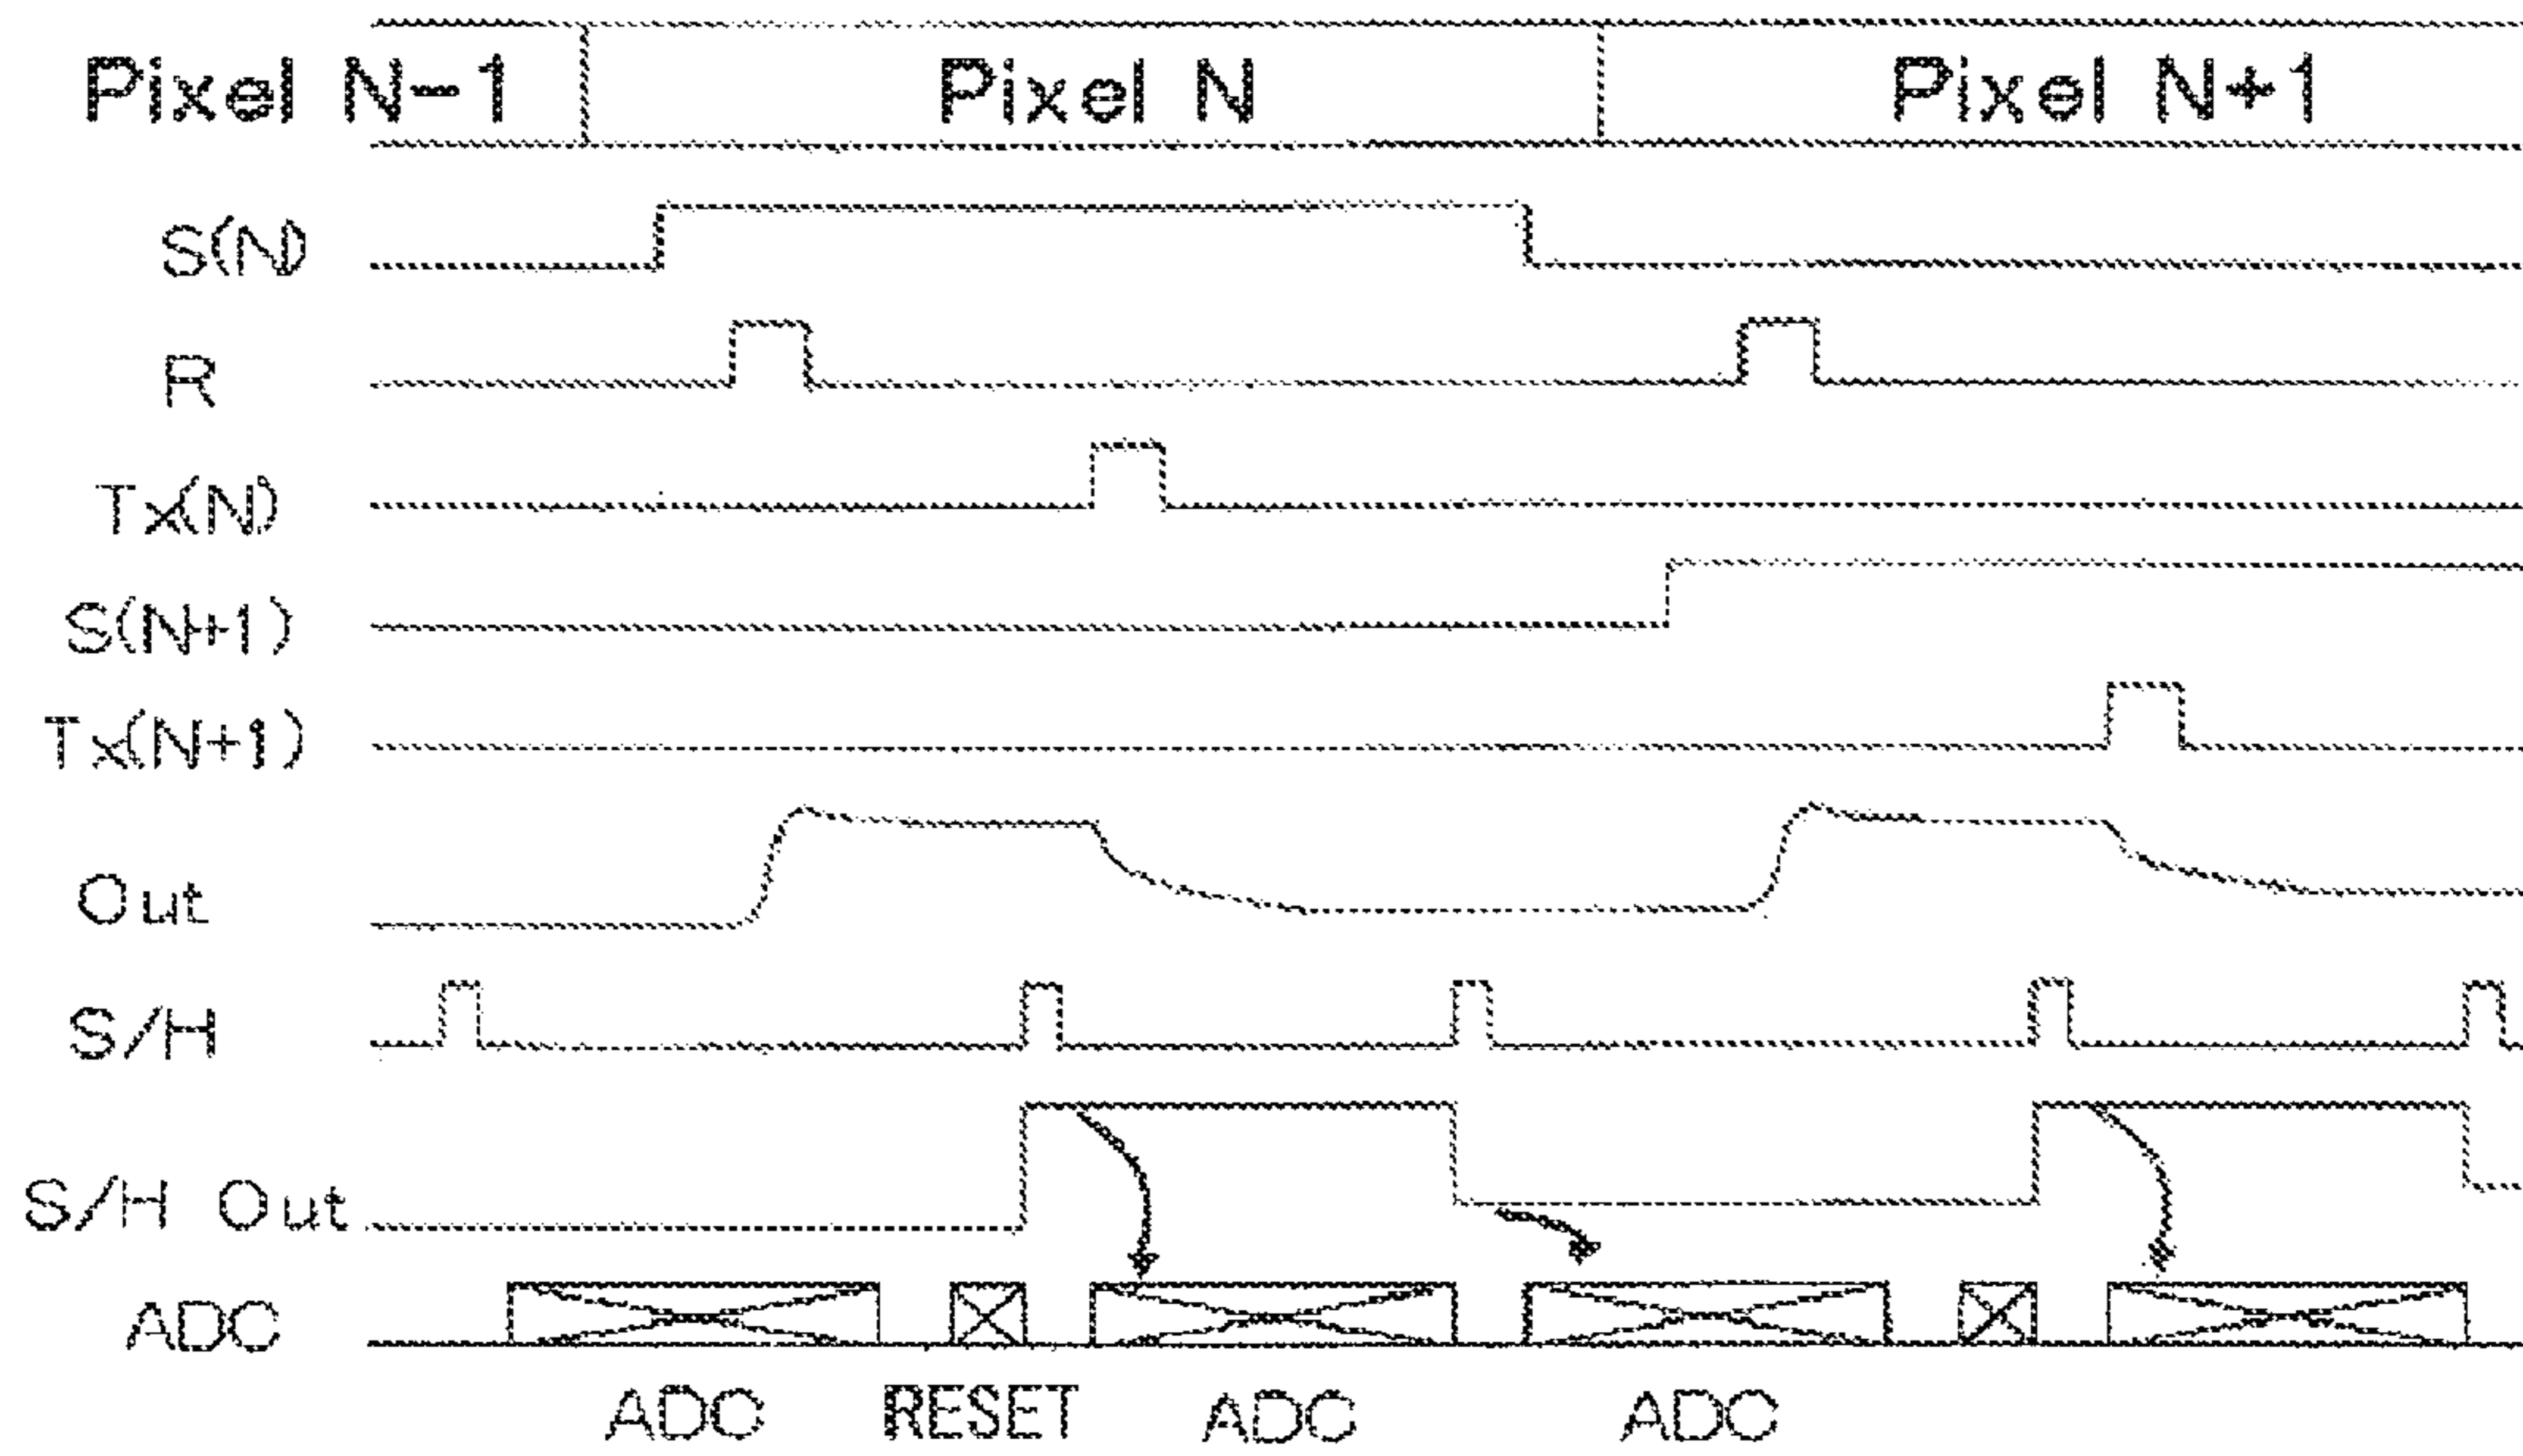 Pixel N-1 Pixel N Pixel N+1
S(N)
R
Tx(N)
S(N+1)
Tx(N+1)
Out
S/H
S/H Out
ADC
ADC RESET ADC ADC